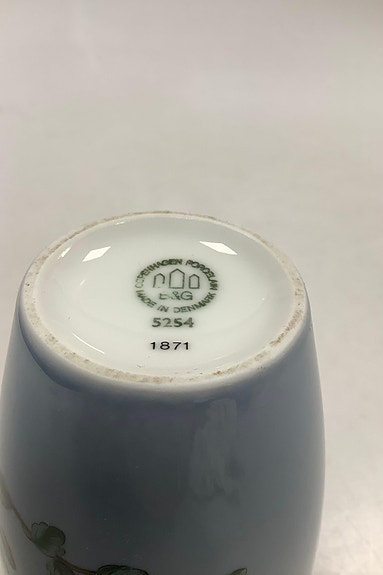 COPENHAGEN PORCELAIN
B&G
MADE IN DENMARK
5254
1871